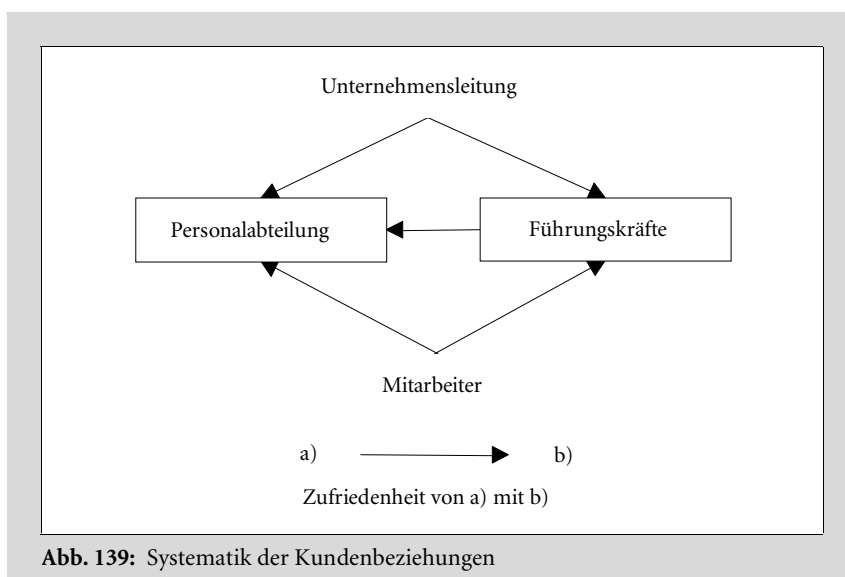 Unternehmensleitung
Personalabteilung
Führungskräfte
Mitarbeiter
a) b)
Zufriedenheit von a) mit b)
Abb. 139: Systematik der Kundenbeziehungen